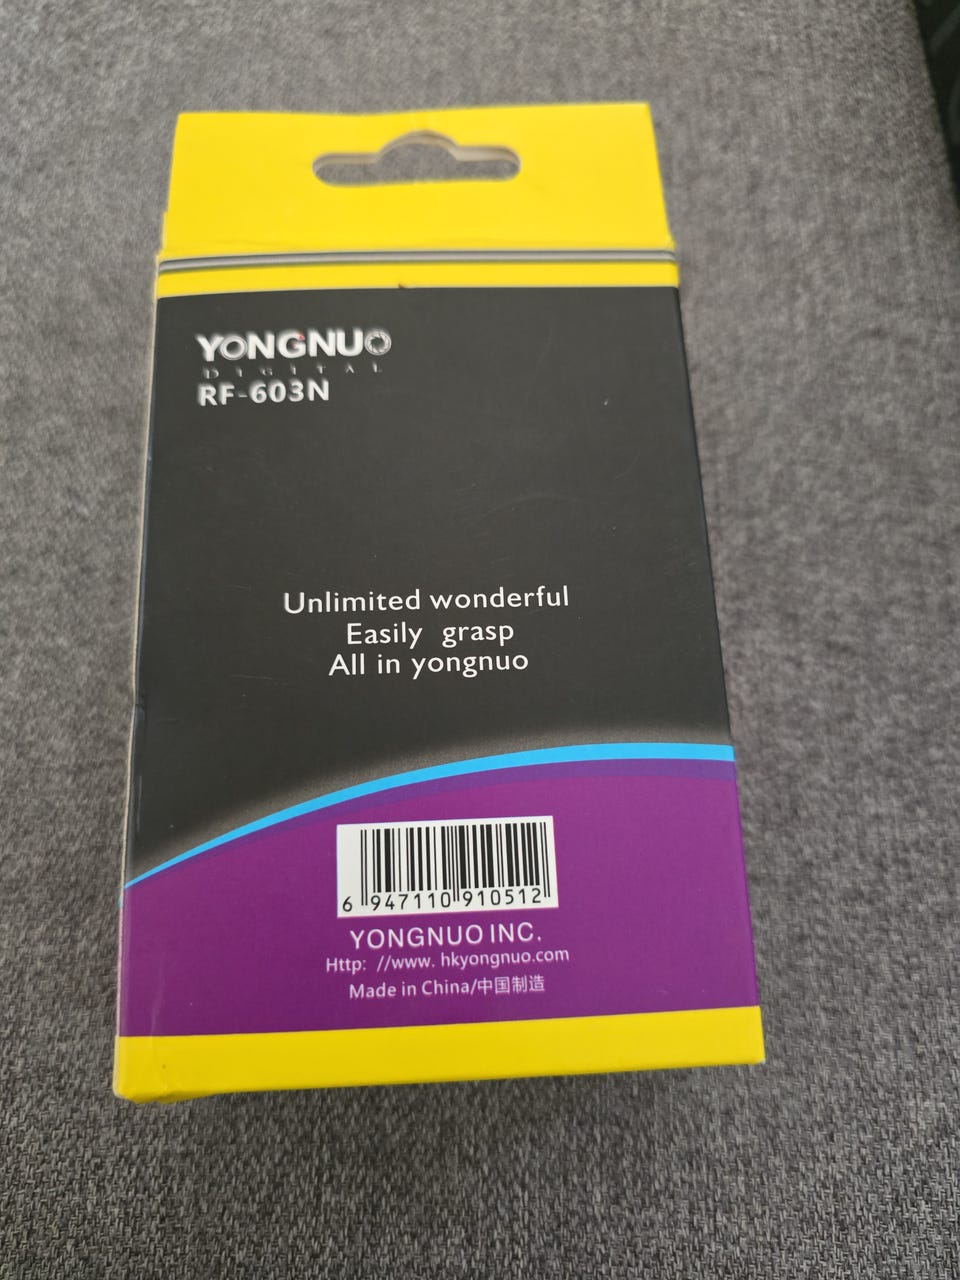 YONGNUO
DIGITAL
RF-603N
Unlimited wonderful
Easily grasp
All in yongnuo
6 947110 910512
YONGNUO INC.
Http: //www. hkyongnuo.com
Made in China/中国制造